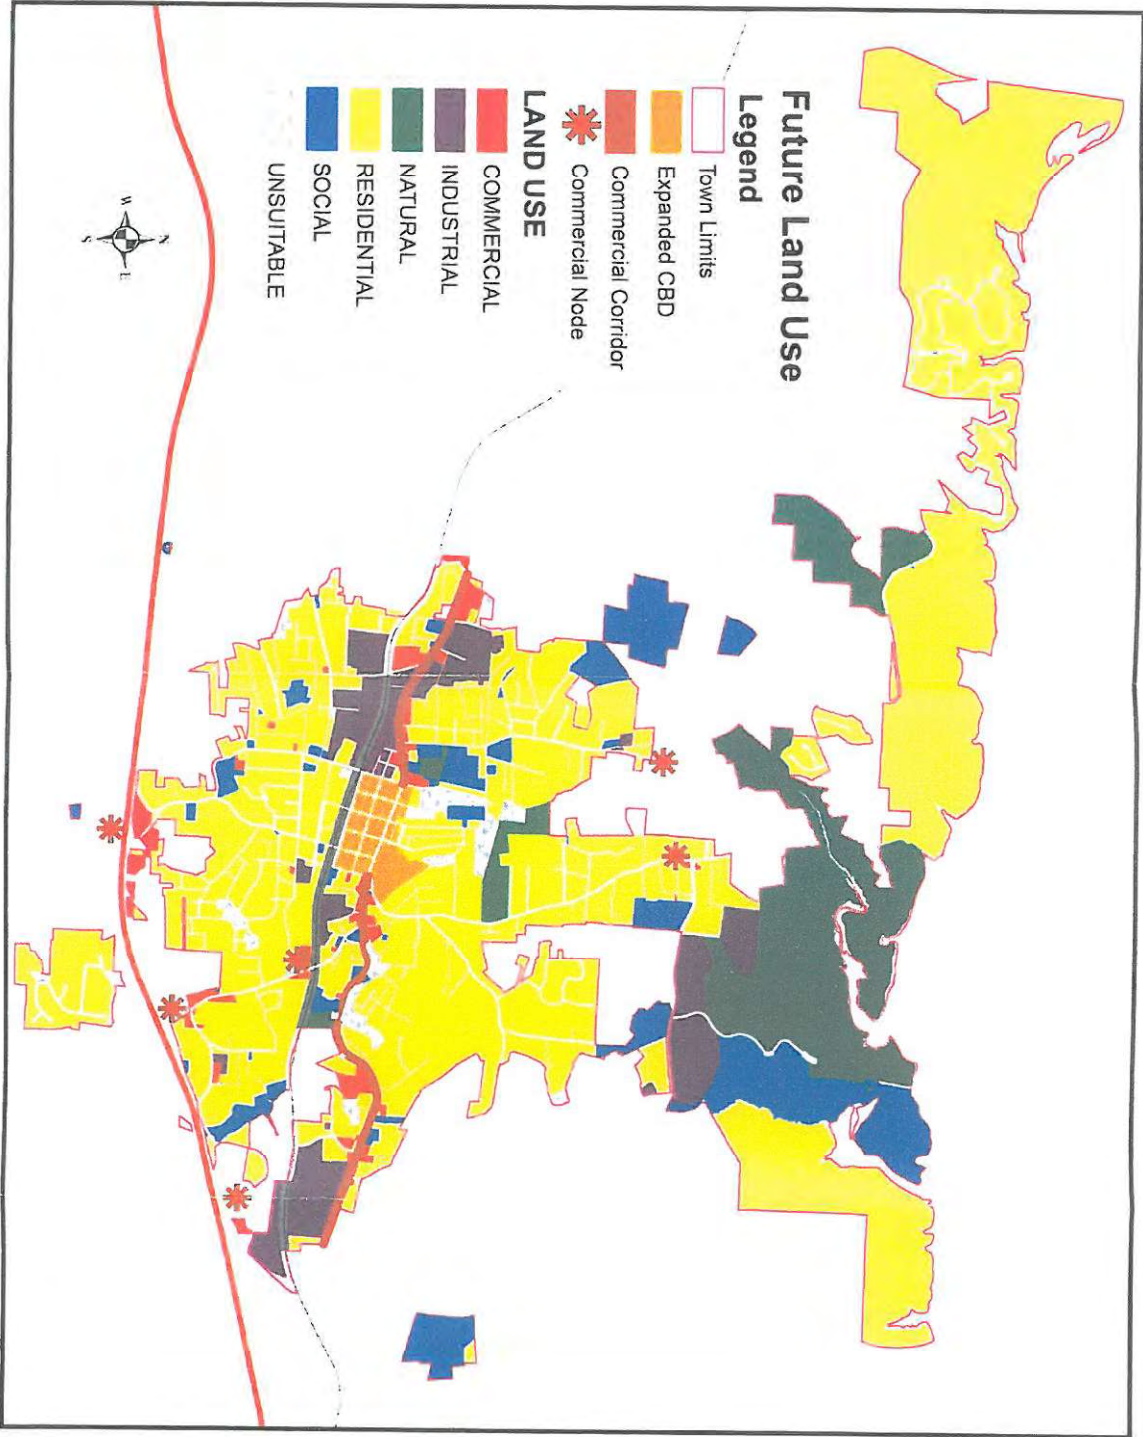 Future Land Use
Legend
Town Limits
Expanded CBD
Commercial Corridor
Commercial Node
LAND USE
COMMERCIAL
INDUSTRIAL
NATURAL
RESIDENTIAL
SOCIAL
UNSUITABLE
N
W
E
S